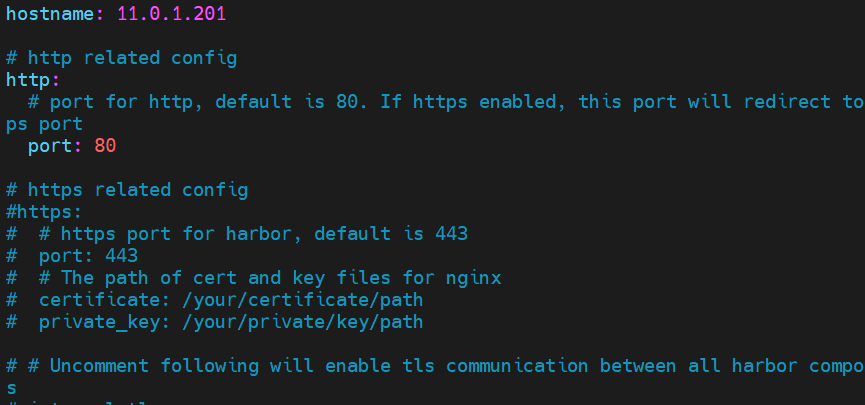 hostname: 11.0.1.201
# http related config
http:
  # port for http, default is 80. If https enabled, this port will redirect to
ps port
  port: 80
# https related config
#https:
#  # https port for harbor, default is 443
#  port: 443
#  # The path of cert and key files for nginx
#  certificate: /your/certificate/path
#  private_key: /your/private/key/path
# # Uncomment following will enable tls communication between all harbor compo
s